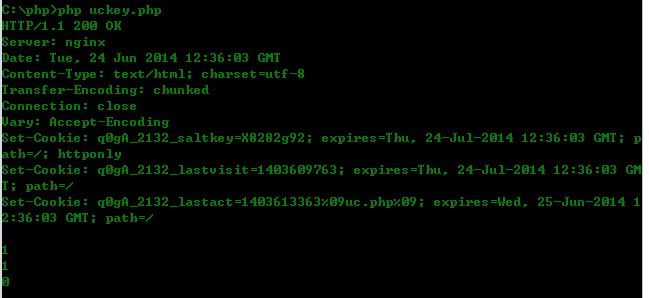 C:\php>php uckey.php
HTTP/1.1 200 OK
Server: nginx
Date: Tue, 24 Jun 2014 12:36:03 GMT
Content-Type: text/html; charset=utf-8
Transfer-Encoding: chunked
Connection: close
Vary: Accept-Encoding
Set-Cookie: q0gA_2132_saltkey=X8282g92; expires=Thu, 24-Jul-2014 12:36:03 GMT; p
ath=/; httponly
Set-Cookie: q0gA_2132_lastvisit=1403609763; expires=Thu, 24-Jul-2014 12:36:03 GM
T; path=/
Set-Cookie: q0gA_2132_lastact=1403613363%09uc.php%09; expires=Wed, 25-Jun-2014 1
2:36:03 GMT; path=/
1
1
0